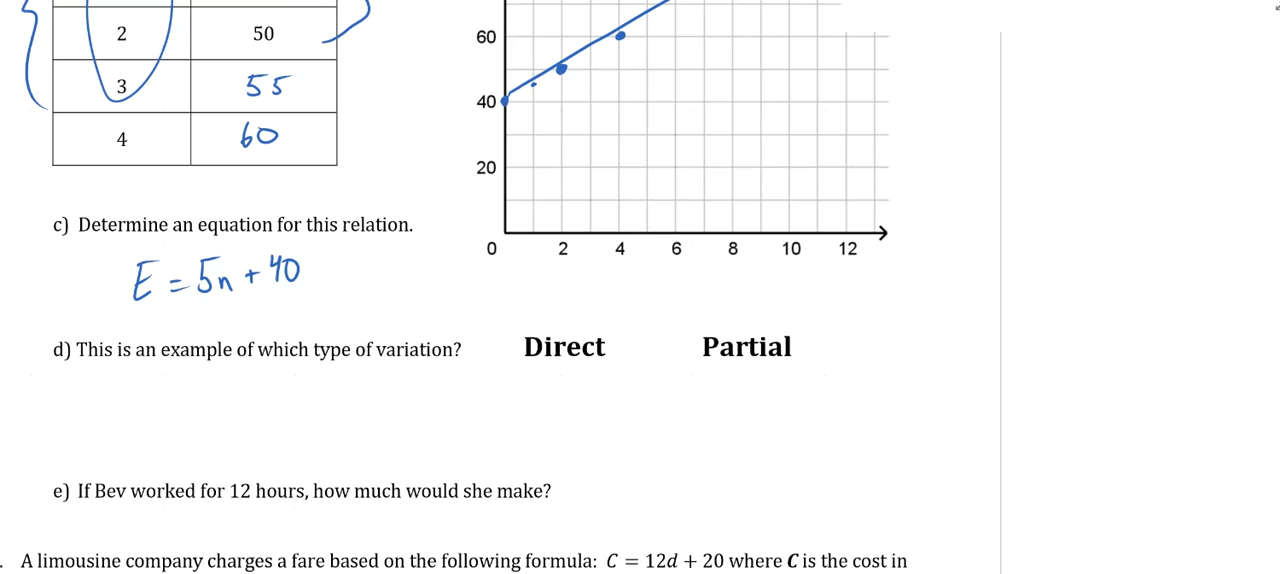 2 50
3 55
4 60
60
40
20
0 2 4 6 8 10 12
c) Determine an equation for this relation.
E = 5n + 40
d) This is an example of which type of variation? Direct Partial
e) If Bev worked for 12 hours, how much would she make?
. A limousine company charges a fare based on the following formula: C = 12d + 20 where C is the cost in